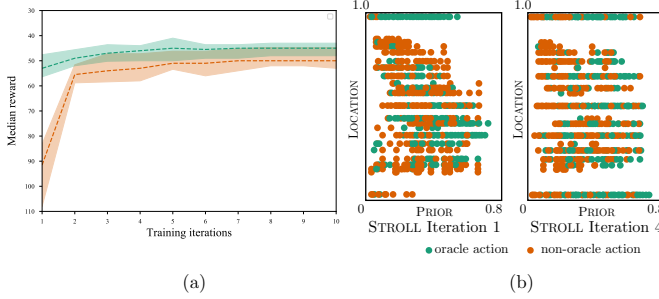 30
40
50
60
70
80
90
100
110
Median reward
1 2 3 4 5 6 7 8 9 10
Training iterations
(a)
1.0
LOCATION
0
PRIOR
0.8
STROLL Iteration 1
1.0
LOCATION
0
PRIOR
0.8
STROLL Iteration 4
oracle action non-oracle action
(b)